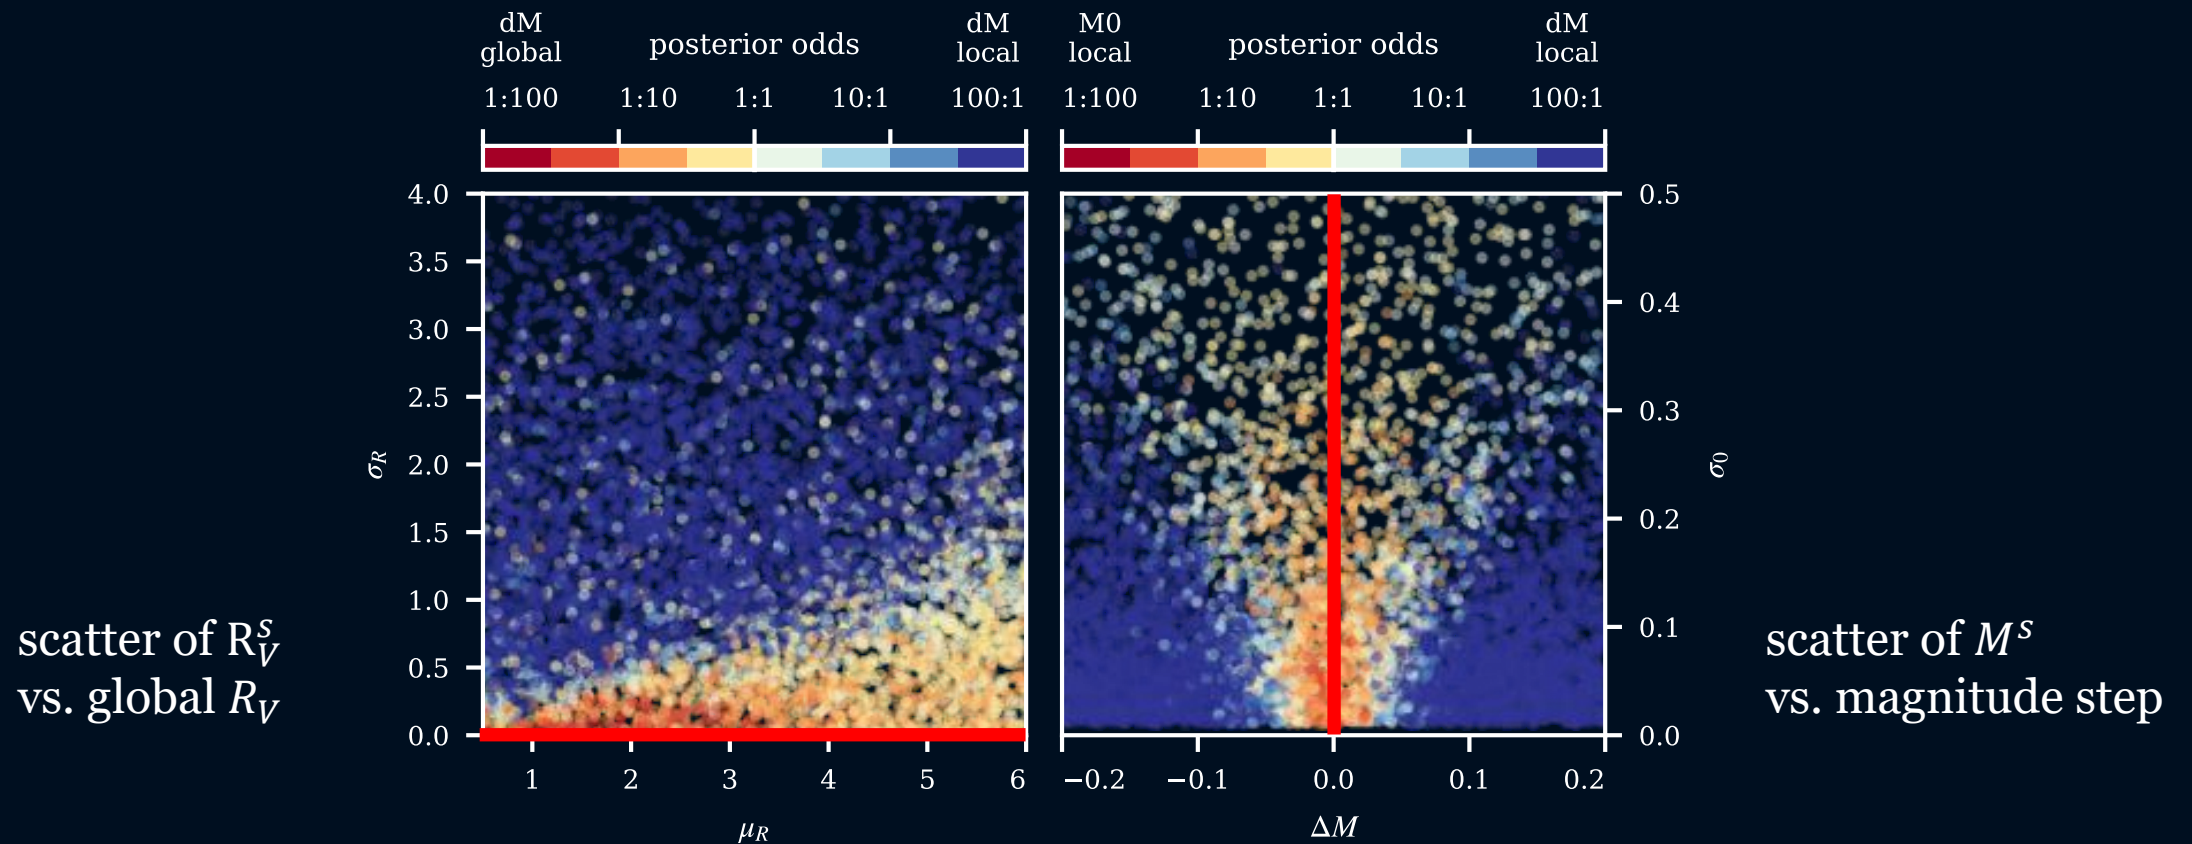 dM global
posterior odds
dM local
1:100 1:10 1:1 10:1 100:1
M0 local
posterior odds
dM local
1:100 1:10 1:1 10:1 100:1
4.0
3.5
3.0
2.5
2.0
1.5
1.0
0.5
0.0
σ_R
1 2 3 4 5 6
μ_R
0.5
0.4
0.3
0.2
0.1
0.0
σ_0
−0.2 −0.1 0.0 0.1 0.2
ΔM
scatter of R_V^s
vs. global R_V
scatter of M^s
vs. magnitude step